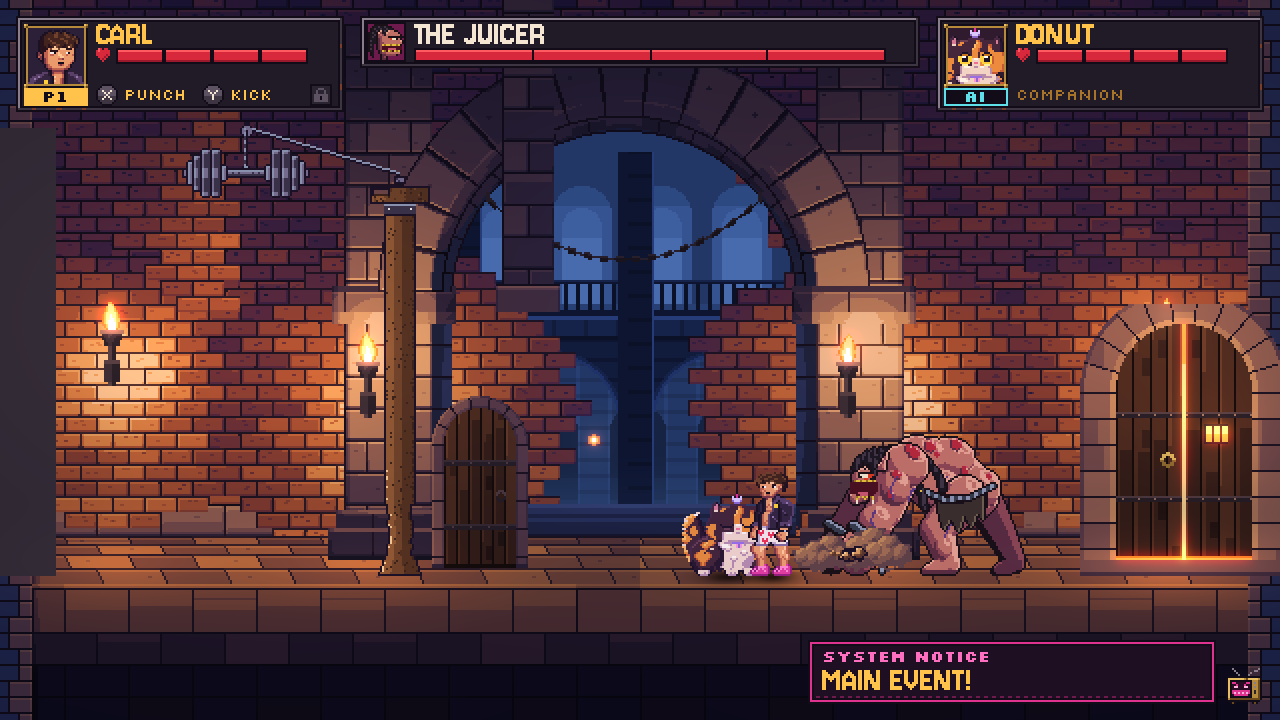 CARL
P1
X PUNCH Y KICK
THE JUICER
DONUT
AI
COMPANION
SYSTEM NOTICE
MAIN EVENT!